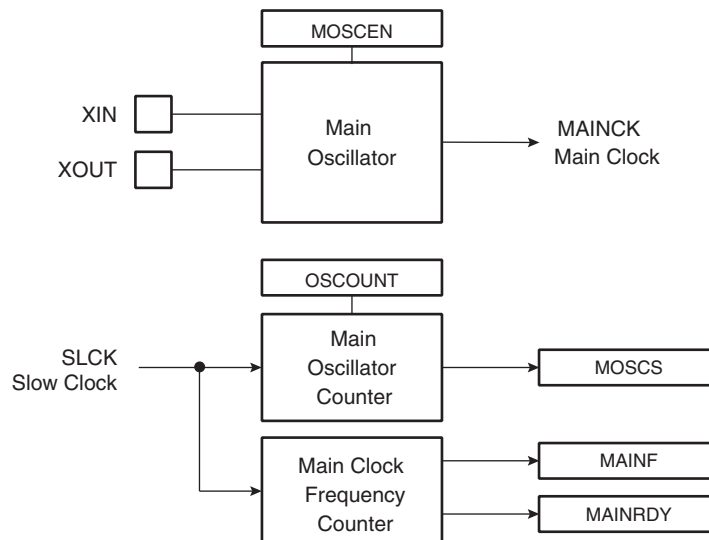 MOSCEN
XIN
XOUT
Main
Oscillator
MAINCK
Main Clock
OSCOUNT
SLCK
Slow Clock
Main
Oscillator
Counter
MOSCS
Main Clock
Frequency
Counter
MAINF
MAINRDY